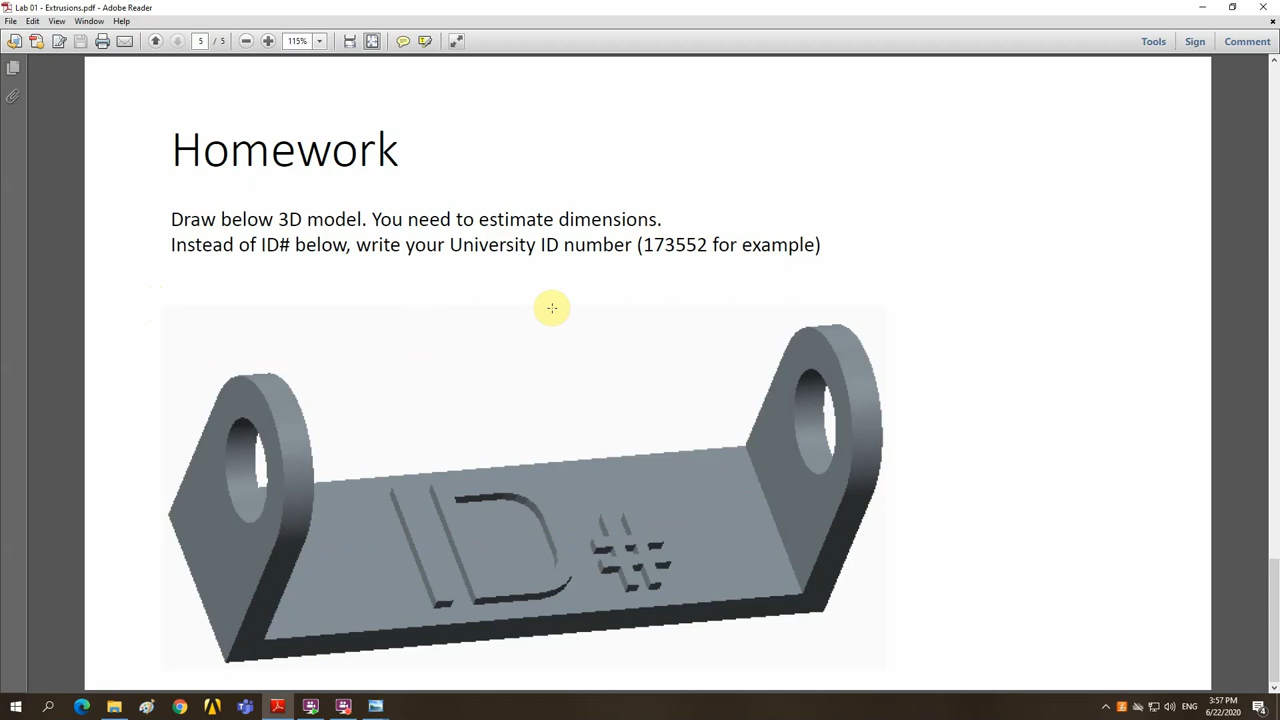 Lab 01 - Extrusions.pdf - Adobe Reader
File Edit View Window Help
5 / 5 115% Tools Sign Comment
Homework
Draw below 3D model. You need to estimate dimensions.
Instead of ID# below, write your University ID number (173552 for example)
ID #
ENG 3:57 PM
6/22/2020 4